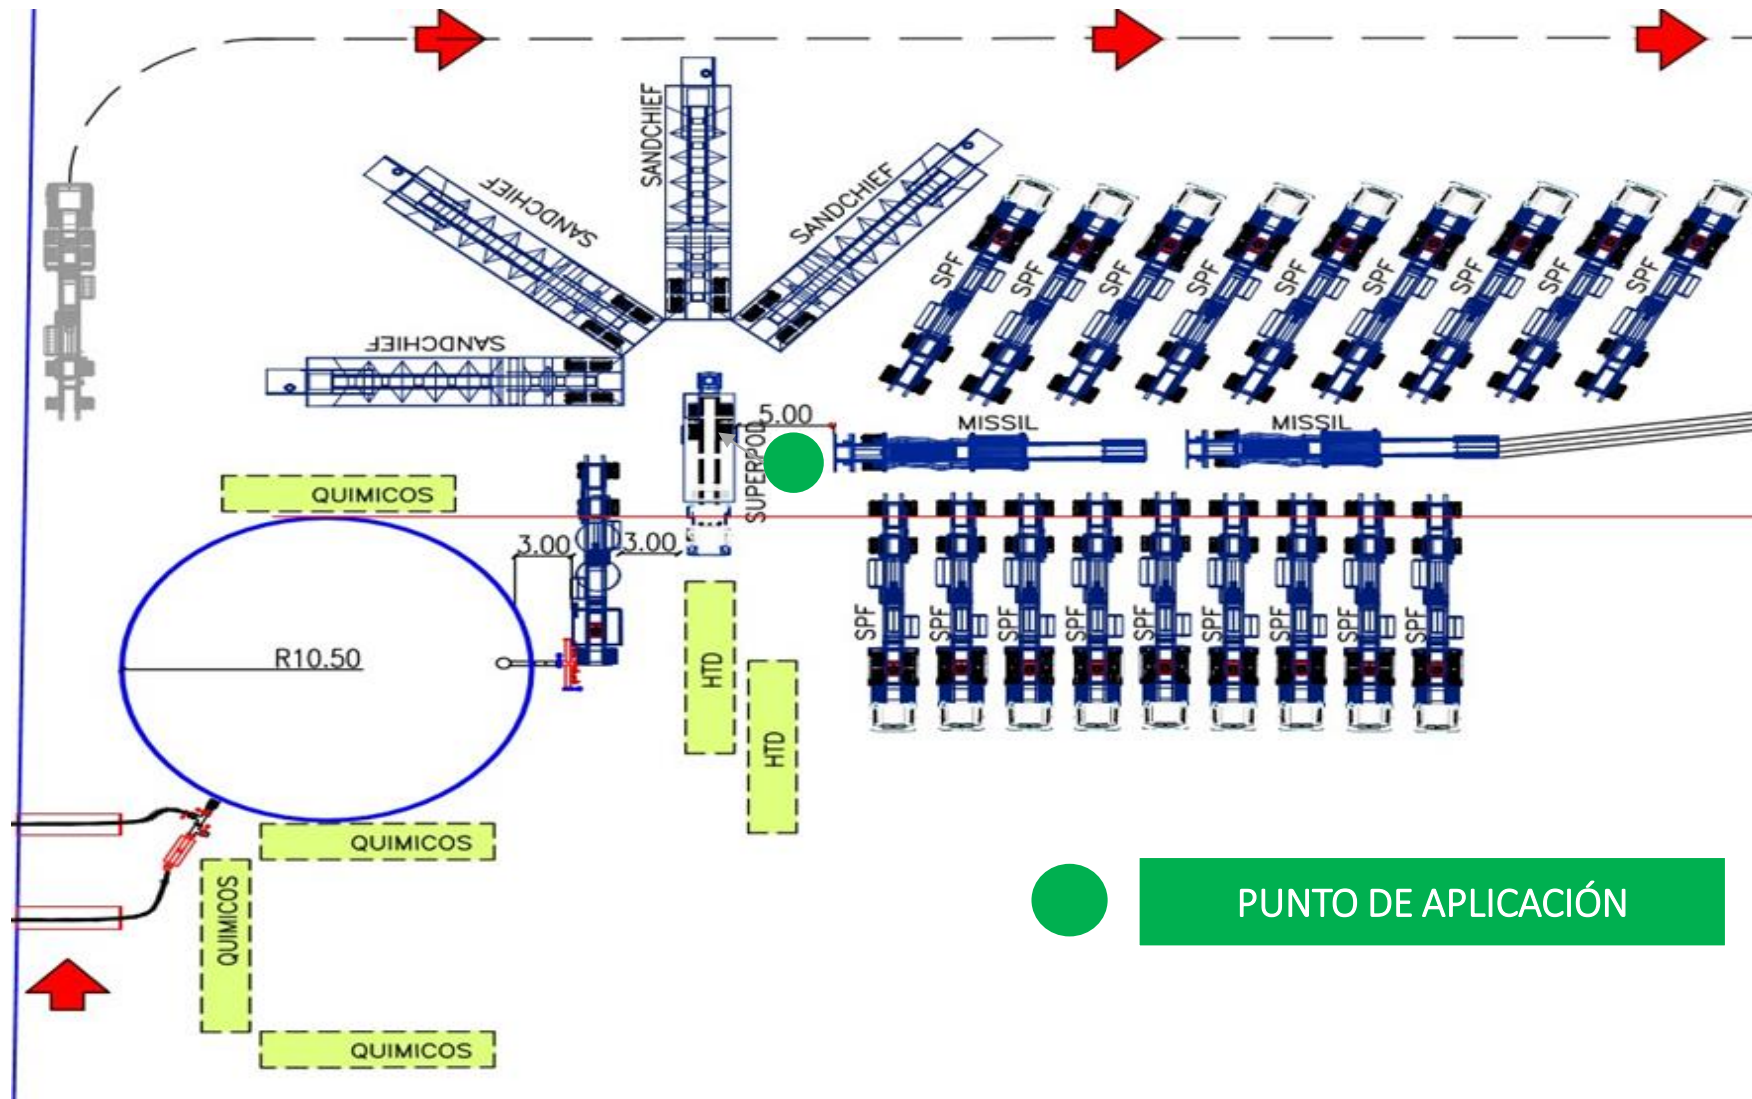 SANDCHIEF
SANDCHIEF
SANDCHIEF
SANDCHIEF
SPF
SPF
SPF
SPF
SPF
SPF
SPF
SPF
SPF
5.00
MISSIL
MISSIL
SUPERPOD
QUIMICOS
3.00
3.00
R10.50
HTD
HTD
SPF
SPF
SPF
SPF
SPF
SPF
SPF
SPF
SPF
QUIMICOS
QUIMICOS
QUIMICOS
PUNTO DE APLICACIÓN